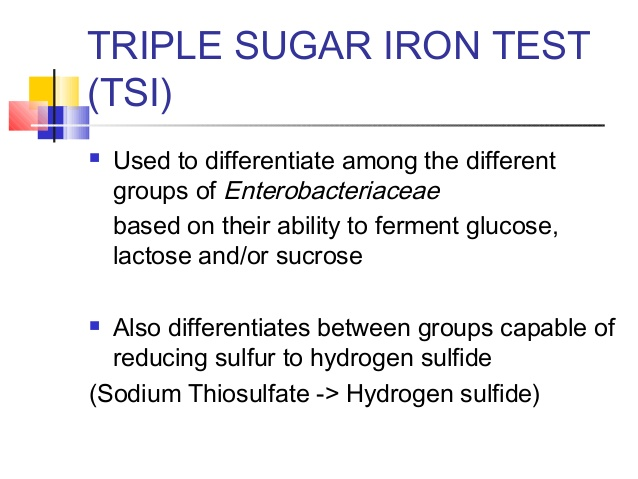 TRIPLE SUGAR IRON TEST
(TSI)
Used to differentiate among the different
groups of Enterobacteriaceae
based on their ability to ferment glucose,
lactose and/or sucrose
Also differentiates between groups capable of
reducing sulfur to hydrogen sulfide
(Sodium Thiosulfate -> Hydrogen sulfide)